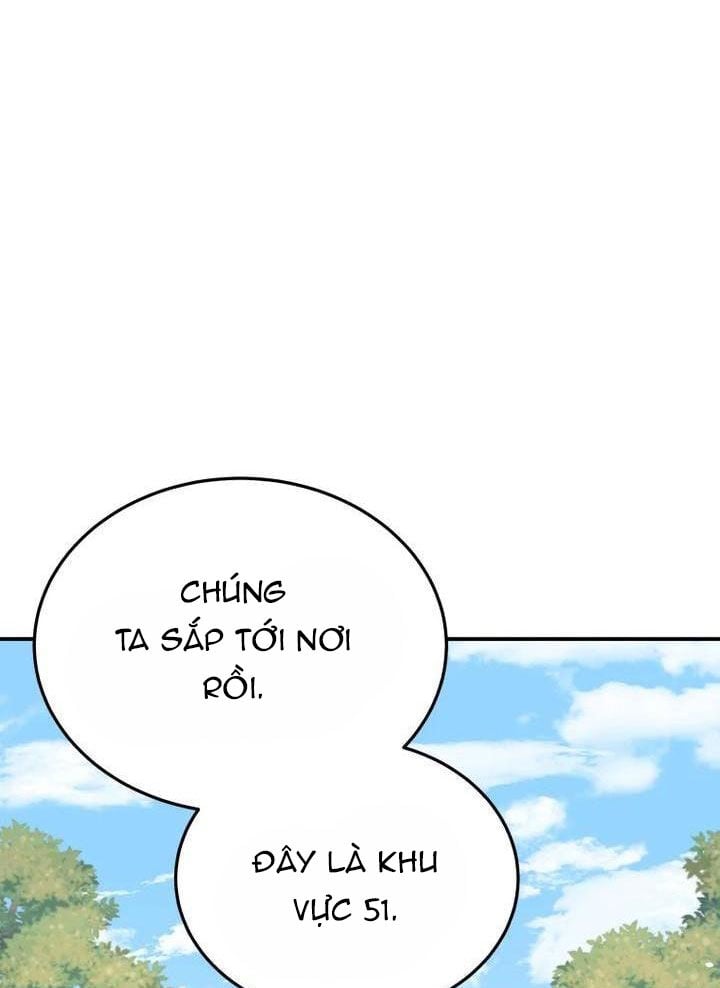 CHÚNG
TA SẮP TỚI NƠI
RỒI.
ĐÂY LÀ KHU
VỰC 51.